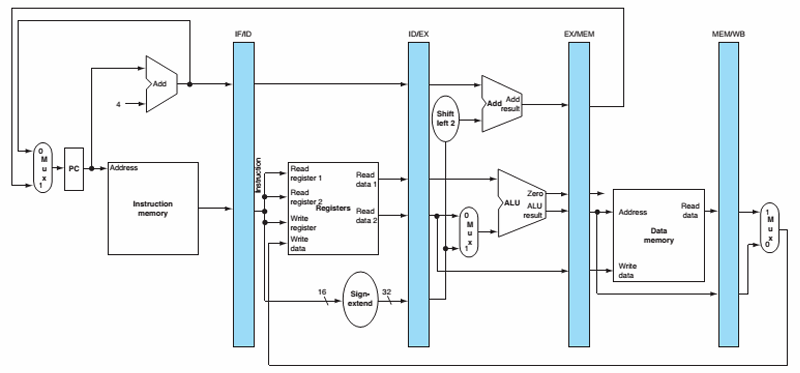 IF/ID
ID/EX
EX/MEM
MEM/WB
Add
4
Shift
left 2
Add
Add
result
0
M
u
x
1
PC
Address
Instruction
memory
Instruction
Read
register 1
Read
register 2
Registers
Write
register
Write
data
Read
data 1
Read
data 2
16
Sign-
extend
32
0
M
u
x
1
Zero
ALU
ALU
result
Address
Data
memory
Read
data
Write
data
1
M
u
x
0